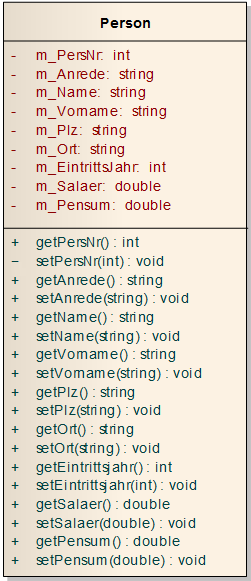 Person
- m_PersNr: int
- m_Anrede: string
- m_Name: string
- m_Vorname: string
- m_Plz: string
- m_Ort: string
- m_EintrittsJahr: int
- m_Salaer: double
- m_Pensum: double
+ getPersNr() : int
− setPersNr(int) : void
+ getAnrede() : string
+ setAnrede(string) : void
+ getName() : string
+ setName(string) : void
+ getVorname() : string
+ setVorname(string) : void
+ getPlz() : string
+ setPlz(string) : void
+ getOrt() : string
+ setOrt(string) : void
+ getEintrittsjahr() : int
+ setEintrittsjahr(int) : void
+ getSalaer() : double
+ setSalaer(double) : void
+ getPensum() : double
+ setPensum(double) : void